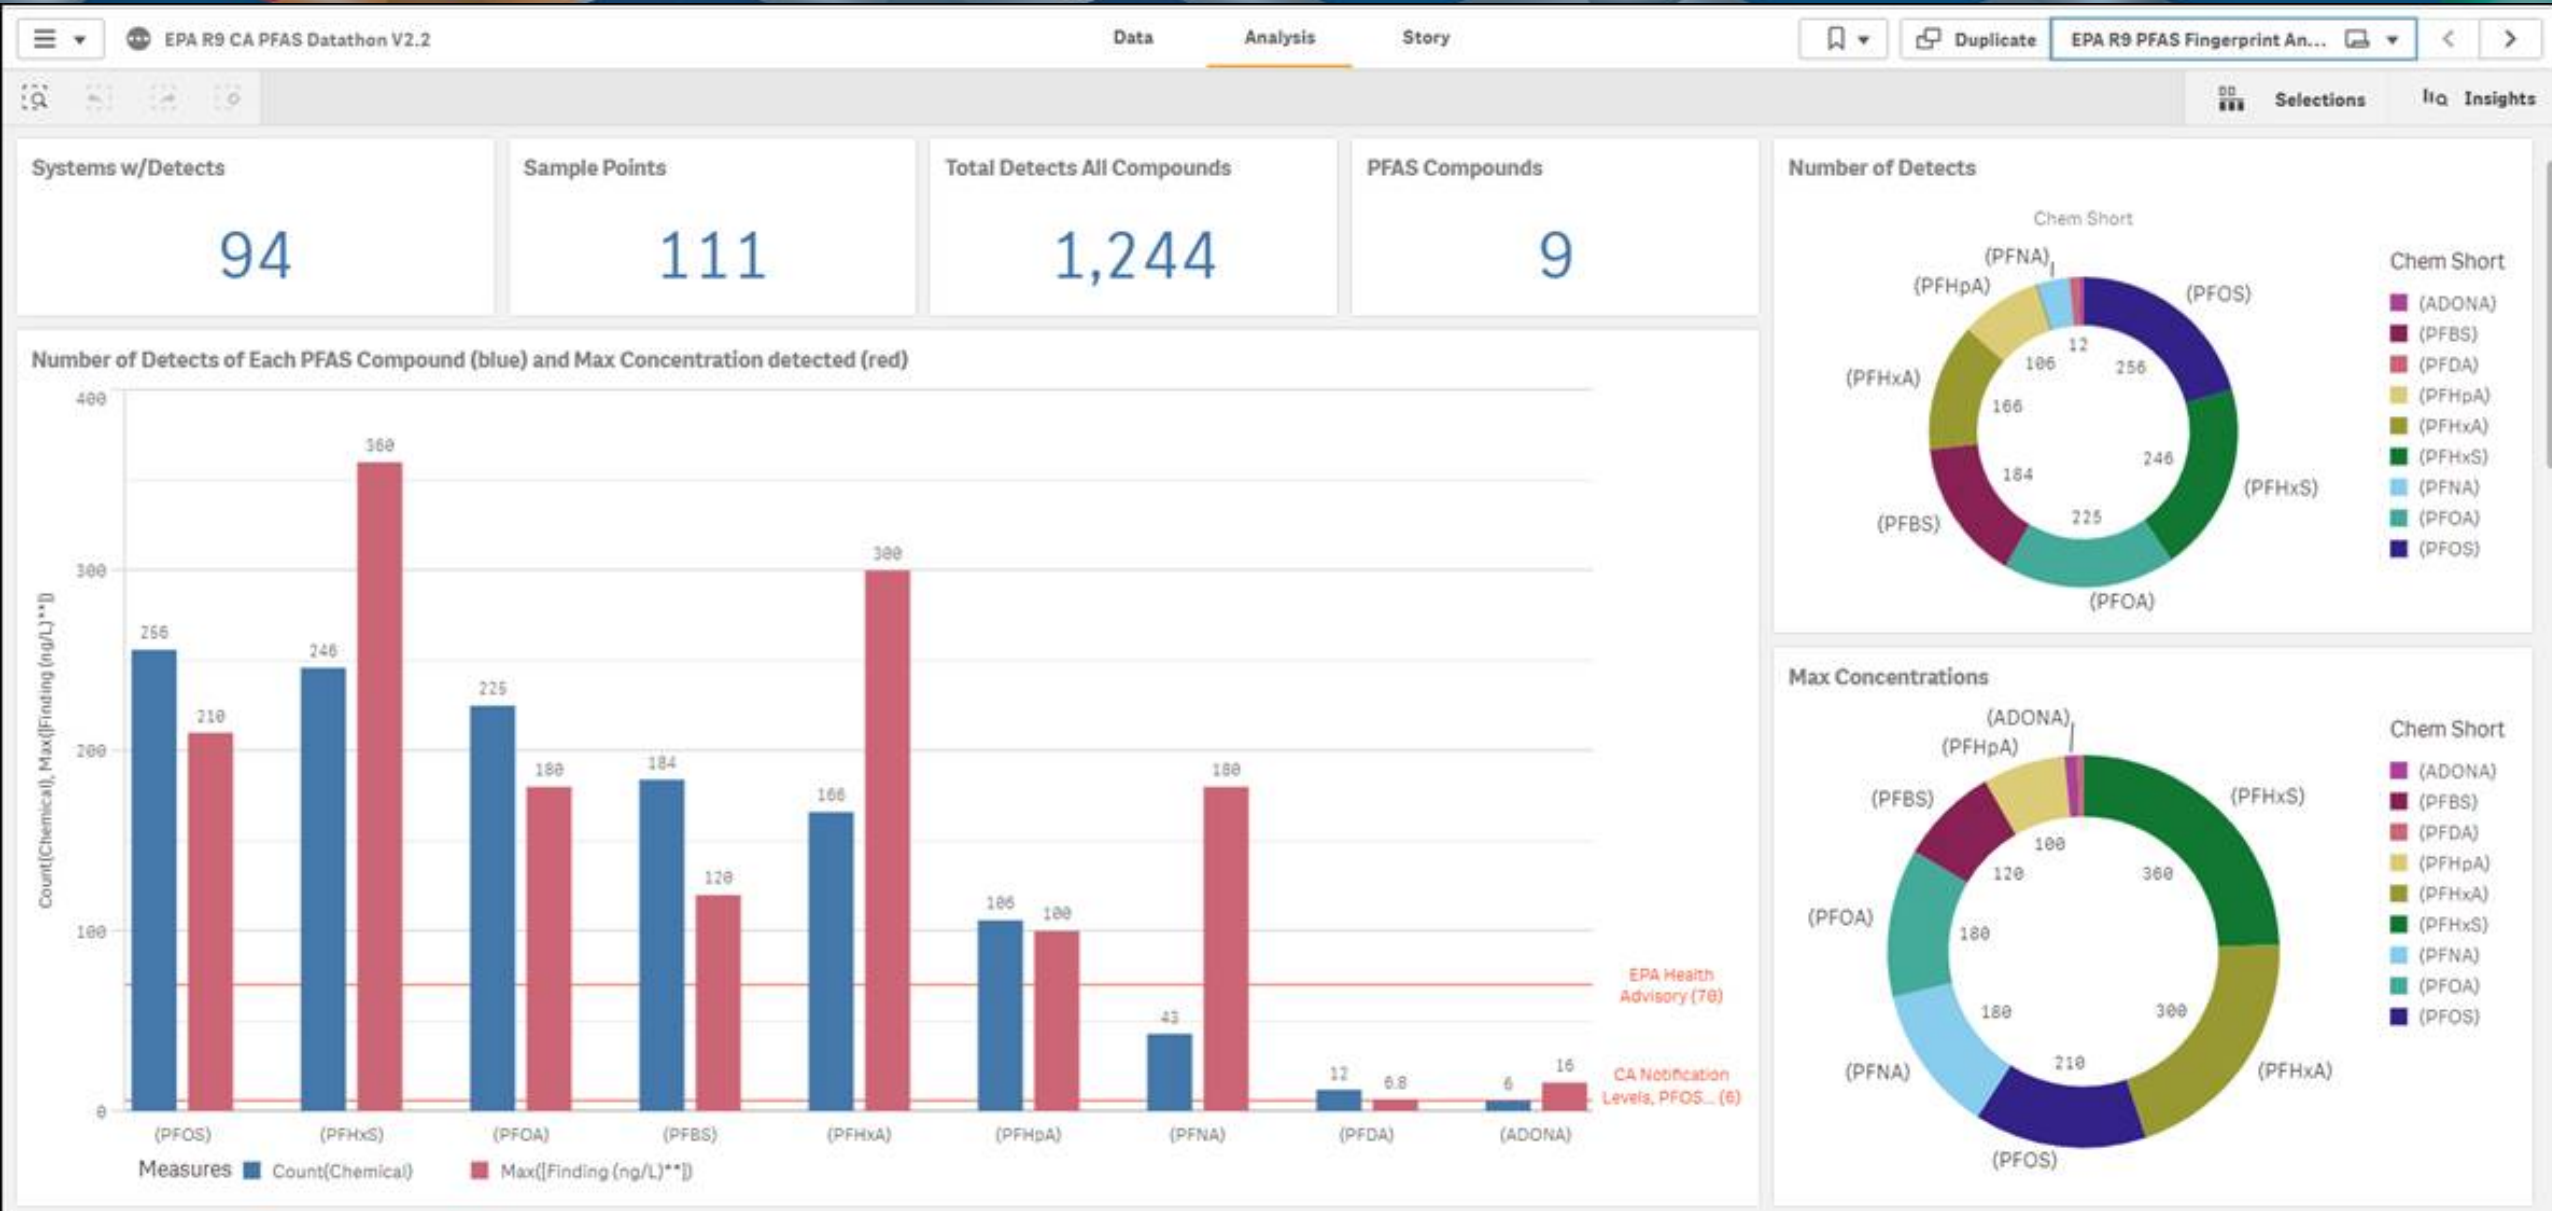 EPA R9 CA PFAS Datathon V2.2
Data
Analysis
Story
Duplicate
EPA R9 PFAS Fingerprint An...
Selections
Insights
Systems w/Detects
94
Sample Points
111
Total Detects All Compounds
1,244
PFAS Compounds
9
Number of Detects of Each PFAS Compound (blue) and Max Concentration detected (red)
Count(Chemical), Max([Finding (ng/L)**])
400
300
200
100
0
256
210
246
360
225
180
184
120
166
300
106
100
43
180
12
6.8
6
16
EPA Health
Advisory (70)
CA Notification
Levels, PFOS... (6)
(PFOS)
(PFHxS)
(PFOA)
(PFBS)
(PFHxA)
(PFHpA)
(PFNA)
(PFDA)
(ADONA)
Measures
Count(Chemical)
Max([Finding (ng/L)**])
Number of Detects
Chem Short
(PFNA)
(PFHpA)
(PFOS)
(PFHxA)
(PFHxS)
(PFBS)
(PFOA)
12
106
256
166
246
184
225
Chem Short
(ADONA)
(PFBS)
(PFDA)
(PFHpA)
(PFHxA)
(PFHxS)
(PFNA)
(PFOA)
(PFOS)
Max Concentrations
(ADONA)
(PFHpA)
(PFHxS)
(PFBS)
(PFOA)
(PFNA)
(PFHxA)
(PFOS)
100
120
360
180
180
300
210
Chem Short
(ADONA)
(PFBS)
(PFDA)
(PFHpA)
(PFHxA)
(PFHxS)
(PFNA)
(PFOA)
(PFOS)